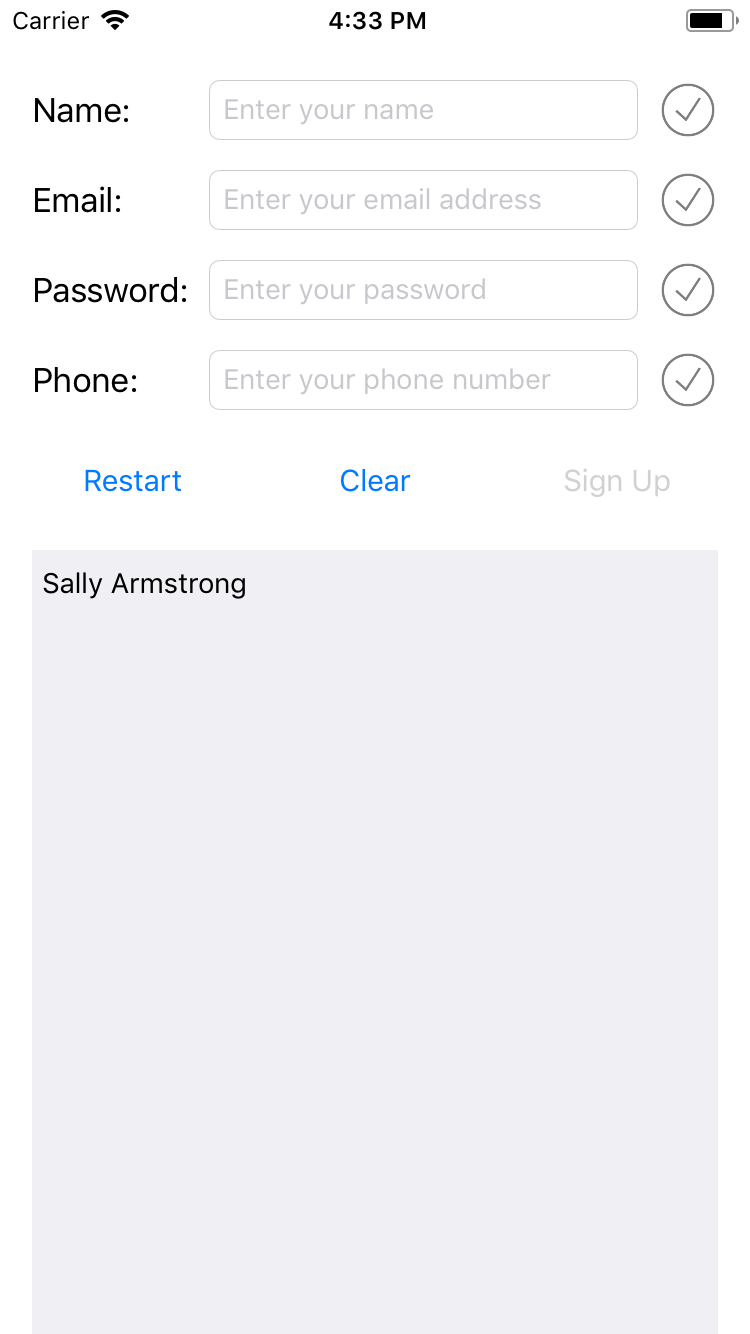 Carrier 4:33 PM
Name: Enter your name
Email: Enter your email address
Password: Enter your password
Phone: Enter your phone number
Restart Clear Sign Up
Sally Armstrong